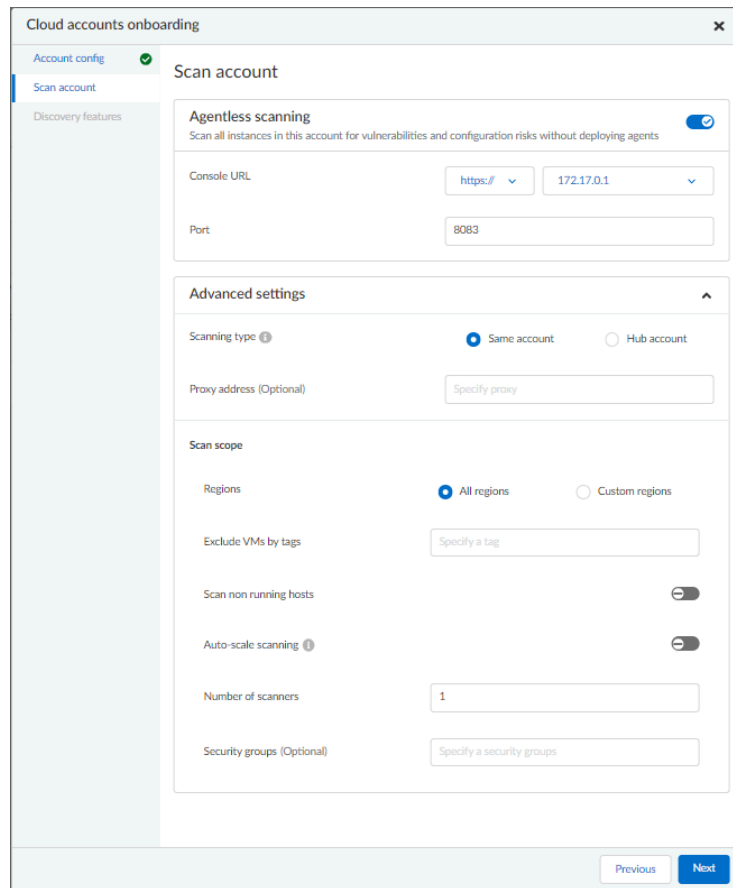 Cloud accounts onboarding
Account config
Scan account
Discovery features
Scan account
Agentless scanning
Scan all instances in this account for vulnerabilities and configuration risks without deploying agents
Console URL
https://
172.17.0.1
Port
8083
Advanced settings
Scanning type
Same account
Hub account
Proxy address (Optional)
Specify proxy
Scan scope
Regions
All regions
Custom regions
Exclude VMs by tags
Specify a tag
Scan non running hosts
Auto-scale scanning
Number of scanners
1
Security groups (Optional)
Specify a security groups
Previous
Next